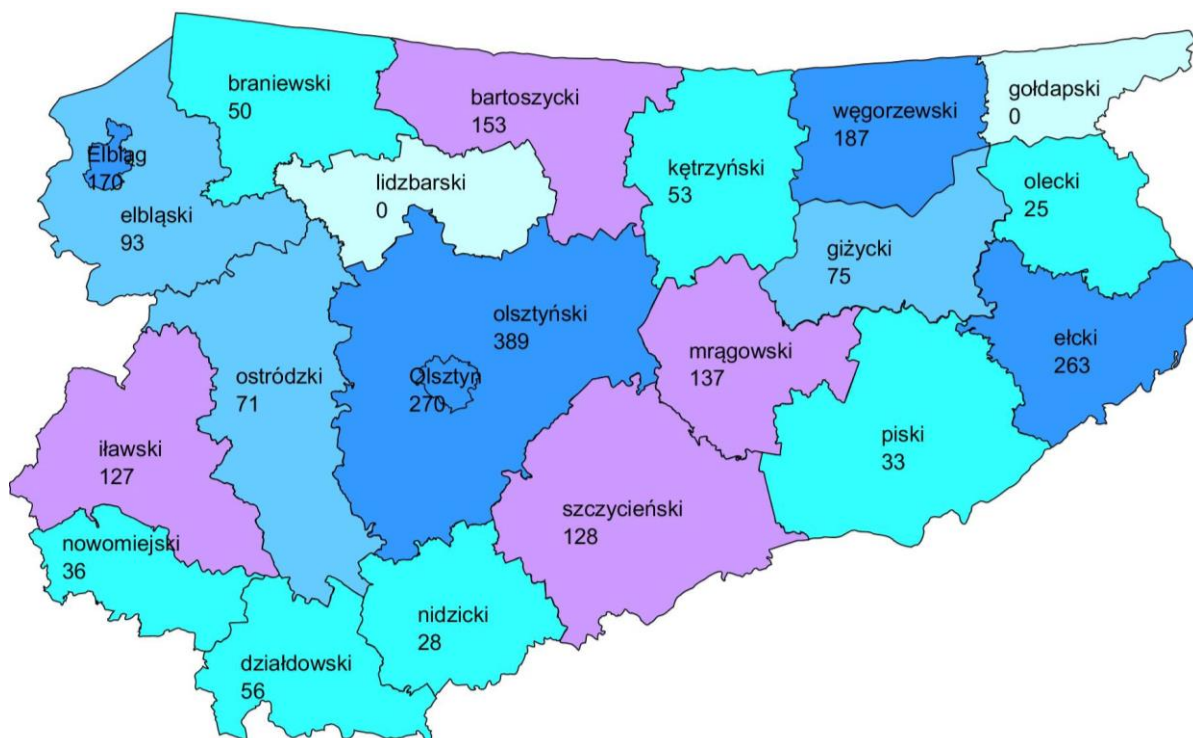 braniewski
50
bartoszycki
153
węgorzewski
187
gołdapski
0
Elbląg
170
lidzbarski
0
kętrzyński
53
olecki
25
elbląski
93
giżycki
75
olsztyński
389
mrągowski
137
ełcki
263
ostródzki
71
Olsztyn
270
iławski
127
piski
33
szczycieński
128
nowomiejski
36
nidzicki
28
działdowski
56